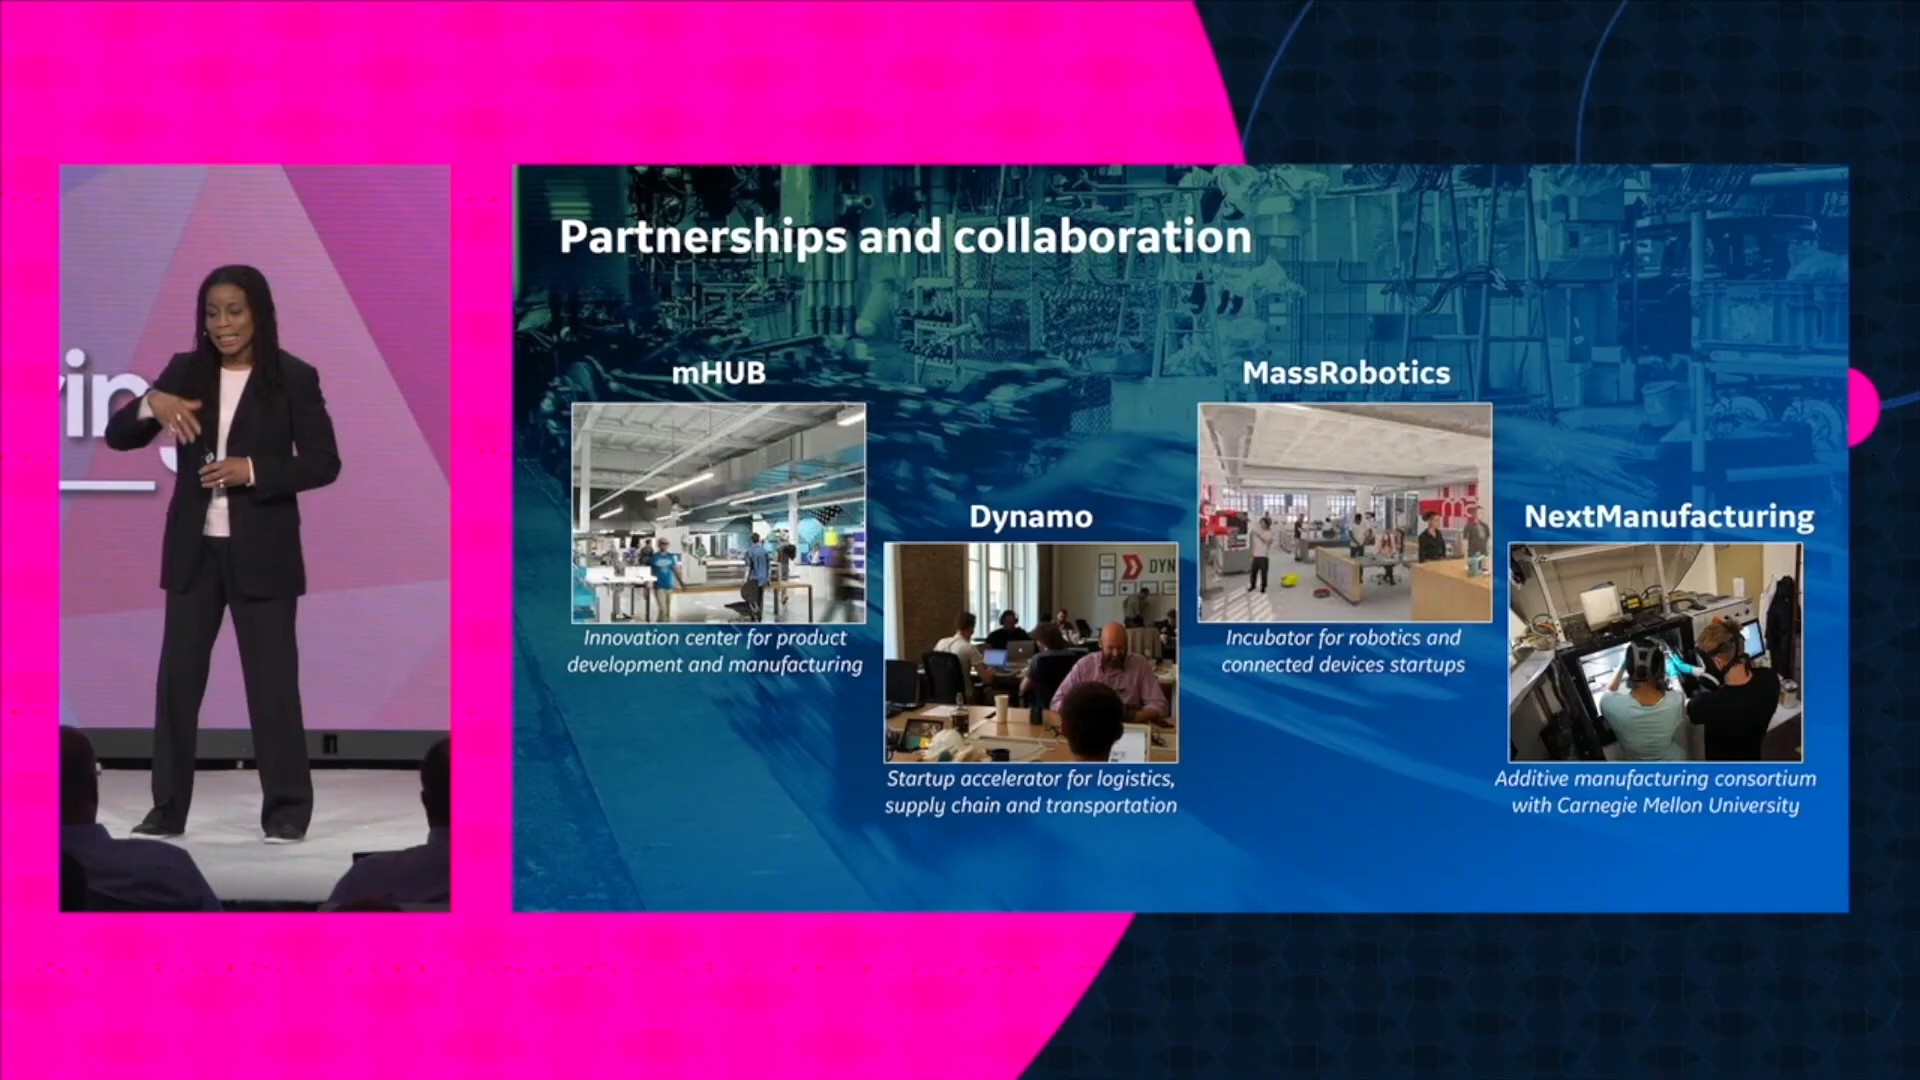 Partnerships and collaboration
mHUB
Innovation center for product
development and manufacturing
Dynamo
DYN
Startup accelerator for logistics,
supply chain and transportation
MassRobotics
Incubator for robotics and
connected devices startups
NextManufacturing
Additive manufacturing consortium
with Carnegie Mellon University